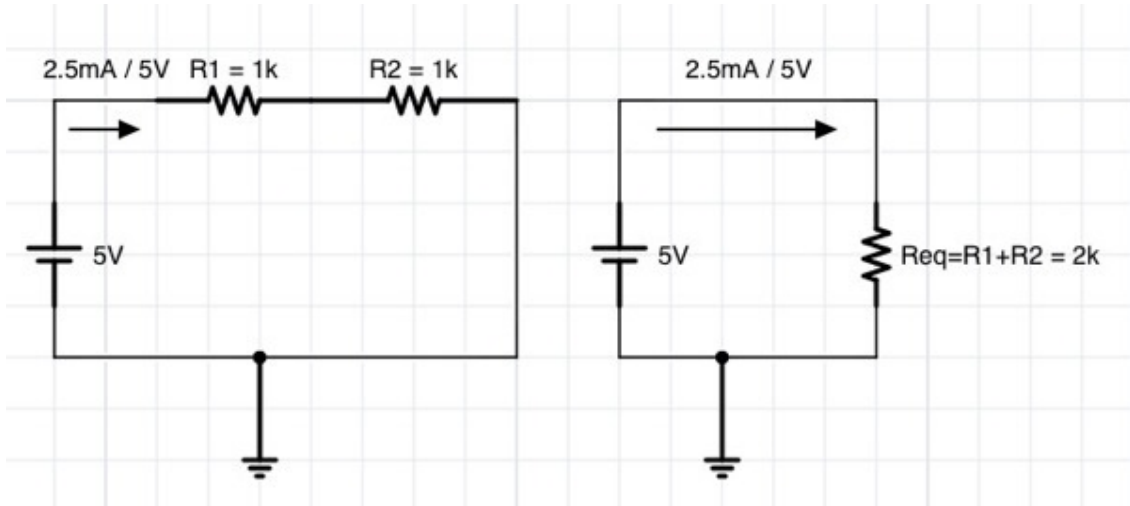 2.5mA / 5V
R1 = 1k
R2 = 1k
5V
2.5mA / 5V
5V
Req=R1+R2 = 2k